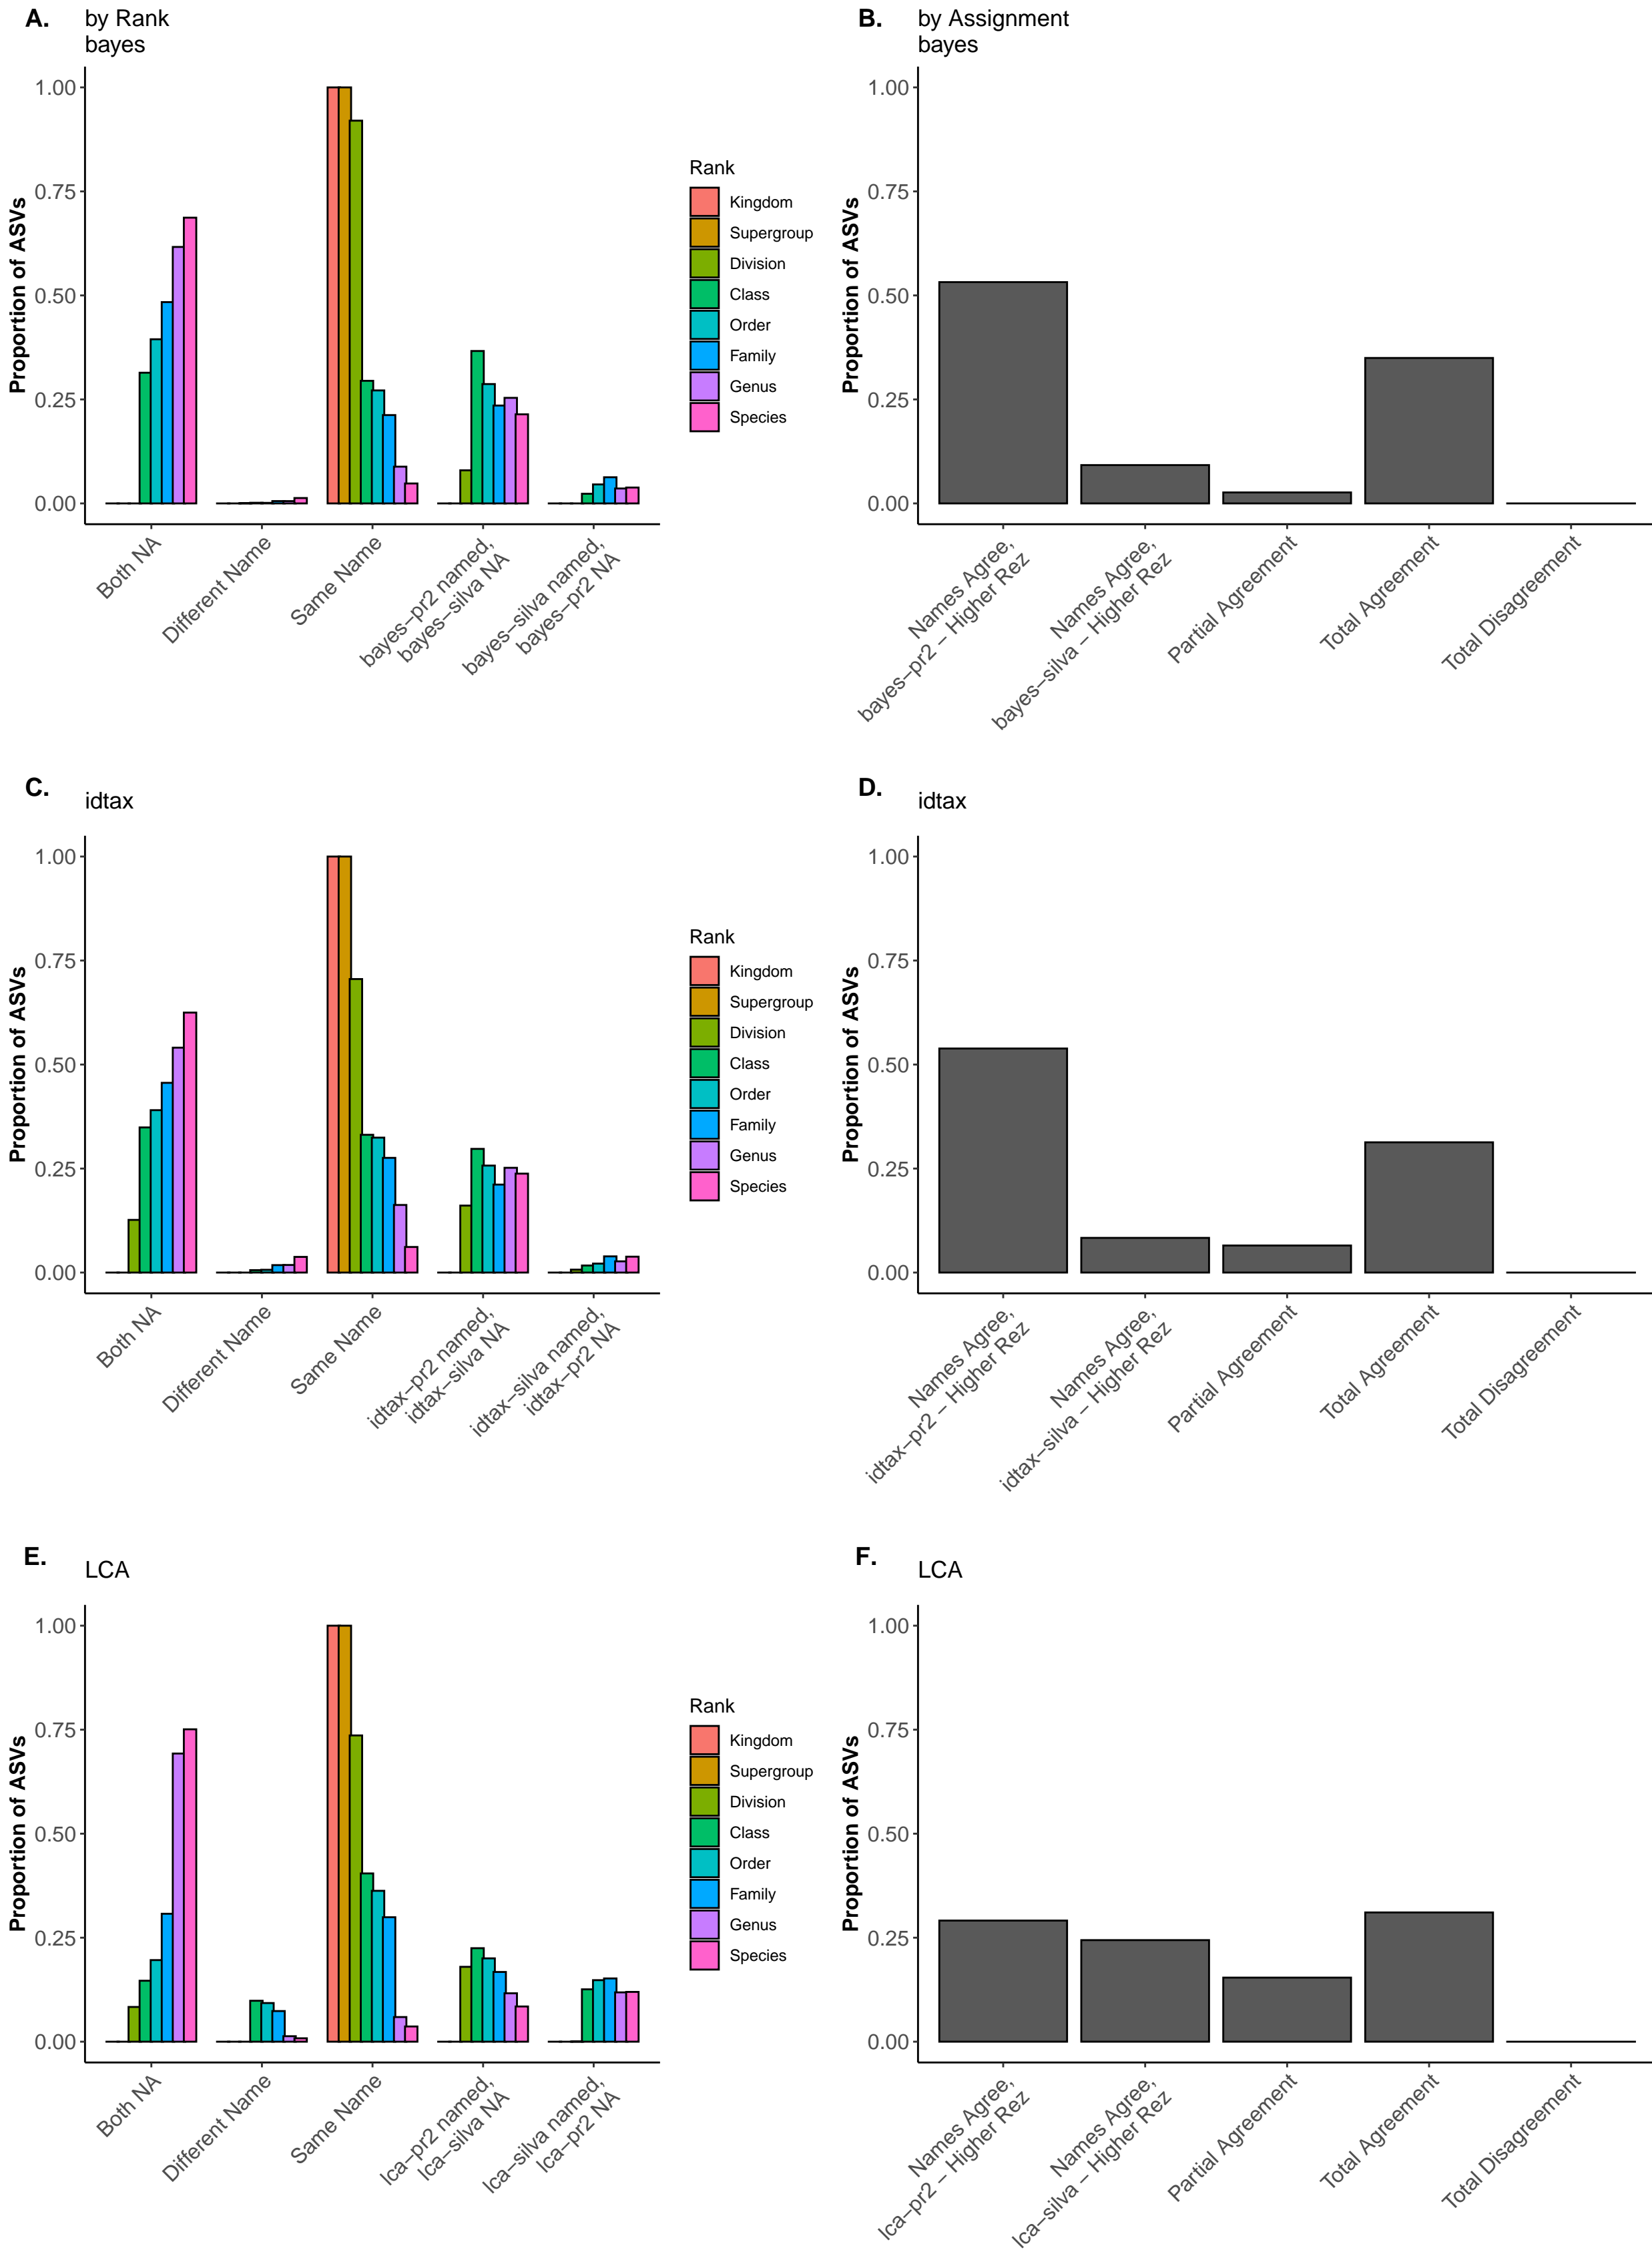 A.
by Rank
bayes
Proportion of ASVs
1.00
0.75
0.50
0.25
0.00
Both NA
Different Name
Same Name
bayes−pr2 named,
bayes−silva NA
bayes−silva named,
bayes−pr2 NA
Rank
Kingdom
Supergroup
Division
Class
Order
Family
Genus
Species
B.
by Assignment
bayes
Proportion of ASVs
1.00
0.75
0.50
0.25
0.00
Names Agree,
bayes−pr2 − Higher Rez
Names Agree,
bayes−silva − Higher Rez
Partial Agreement
Total Agreement
Total Disagreement
C.
idtax
Proportion of ASVs
1.00
0.75
0.50
0.25
0.00
Both NA
Different Name
Same Name
idtax−pr2 named,
idtax−silva NA
idtax−silva named,
idtax−pr2 NA
Rank
Kingdom
Supergroup
Division
Class
Order
Family
Genus
Species
D.
idtax
Proportion of ASVs
1.00
0.75
0.50
0.25
0.00
Names Agree,
idtax−pr2 − Higher Rez
Names Agree,
idtax−silva − Higher Rez
Partial Agreement
Total Agreement
Total Disagreement
E.
LCA
Proportion of ASVs
1.00
0.75
0.50
0.25
0.00
Both NA
Different Name
Same Name
lca−pr2 named,
lca−silva NA
lca−silva named,
lca−pr2 NA
Rank
Kingdom
Supergroup
Division
Class
Order
Family
Genus
Species
F.
LCA
Proportion of ASVs
1.00
0.75
0.50
0.25
0.00
Names Agree,
lca−pr2 − Higher Rez
Names Agree,
lca−silva − Higher Rez
Partial Agreement
Total Agreement
Total Disagreement